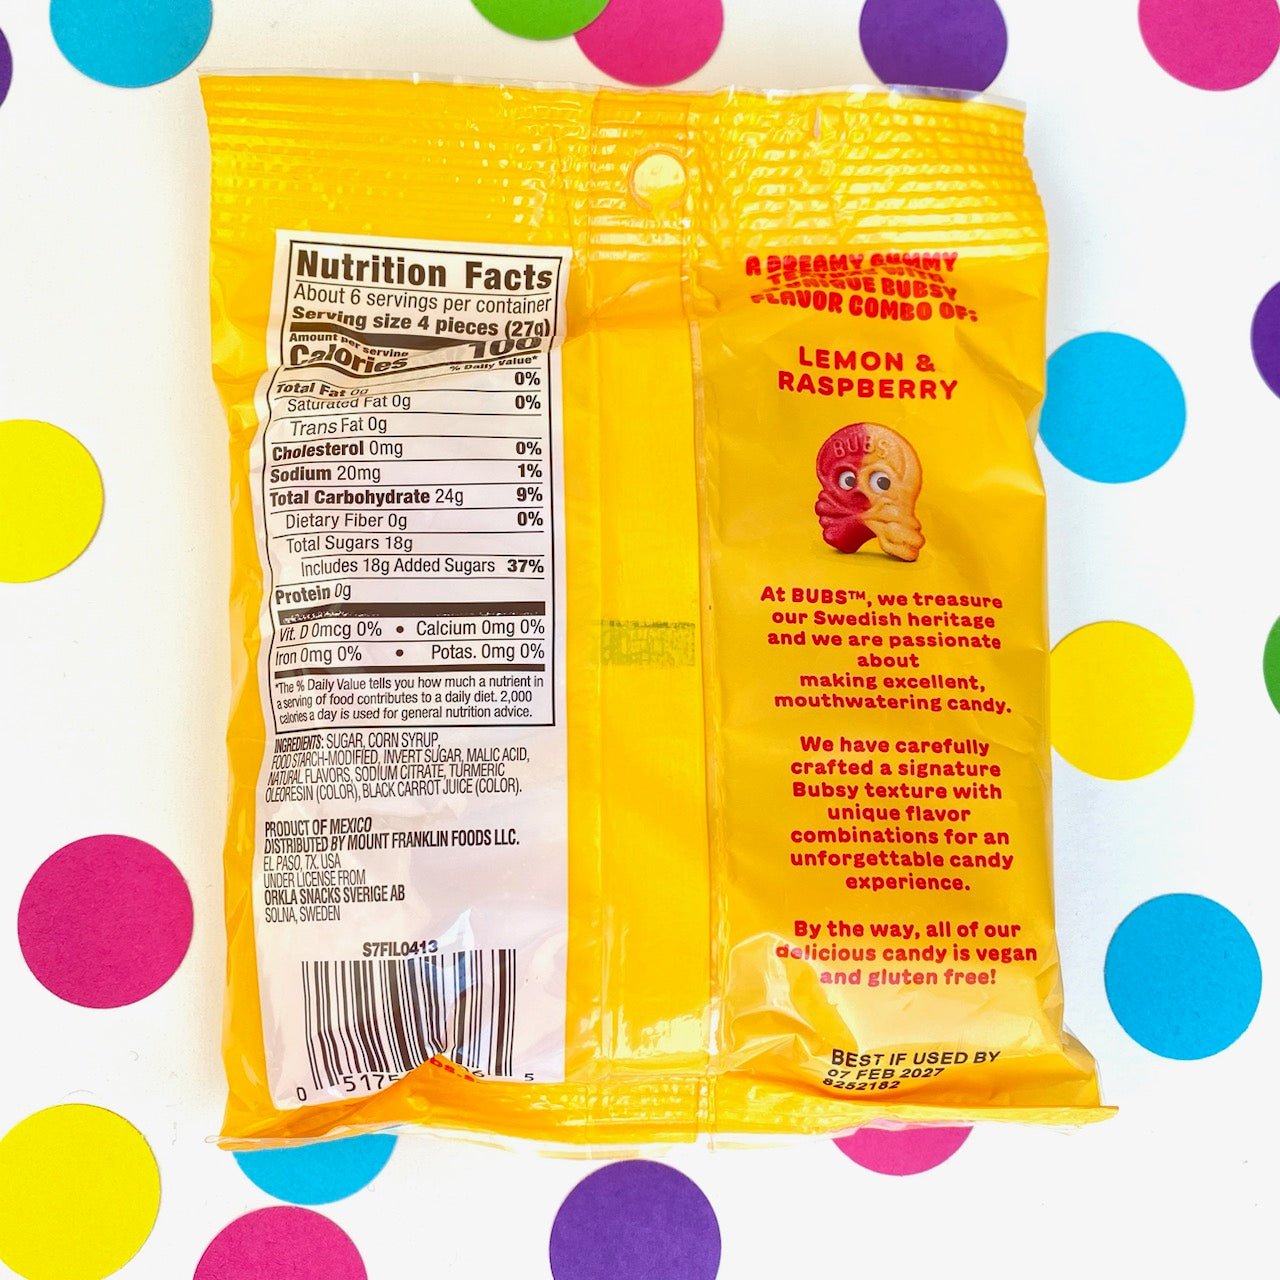 Nutrition Facts
About 6 servings per container
Serving size 4 pieces (27g)
Amount per serving
Calories 100
% Daily Value*
Total Fat 0g 0%
Saturated Fat 0g 0%
Trans Fat 0g
Cholesterol 0mg 0%
Sodium 20mg 1%
Total Carbohydrate 24g 9%
Dietary Fiber 0g 0%
Total Sugars 18g
Includes 18g Added Sugars 37%
Protein 0g
Vit. D 0mcg 0% • Calcium 0mg 0%
Iron 0mg 0% • Potas. 0mg 0%
*The % Daily Value tells you how much a nutrient in
a serving of food contributes to a daily diet. 2,000
calories a day is used for general nutrition advice.
INGREDIENTS: SUGAR, CORN SYRUP,
FOOD STARCH-MODIFIED, INVERT SUGAR, MALIC ACID,
NATURAL FLAVORS, SODIUM CITRATE, TURMERIC
OLEORESIN (COLOR), BLACK CARROT JUICE (COLOR).
PRODUCT OF MEXICO
DISTRIBUTED BY MOUNT FRANKLIN FOODS LLC.
EL PASO, TX. USA
UNDER LICENSE FROM
ORKLA SNACKS SVERIGE AB
SOLNA, SWEDEN
S7FIL0413
0 5175 6 5
A DREAMY GUMMY
TEXTURE WITH
UNIQUE BUBSY
FLAVOR COMBO OF:
LEMON &
RASPBERRY
BUBS
At BUBS™, we treasure
our Swedish heritage
and we are passionate
about
making excellent,
mouthwatering candy.
We have carefully
crafted a signature
Bubsy texture with
unique flavor
combinations for an
unforgettable candy
experience.
By the way, all of our
delicious candy is vegan
and gluten free!
BEST IF USED BY
07 FEB 2027
8252182